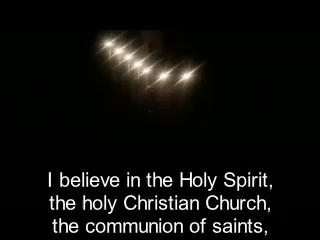 I believe in the Holy Spirit,
the holy Christian Church,
the communion of saints,